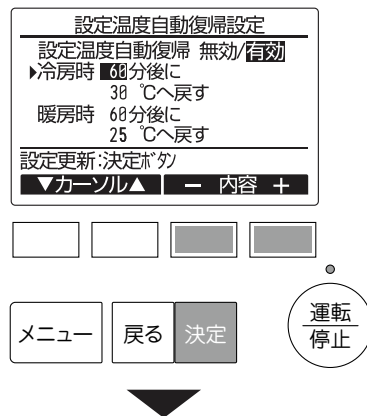 設定温度自動復帰設定
設定温度自動復帰 無効/有効
▶冷房時 60分後に
30 ℃へ戻す
暖房時 60分後に
25 ℃へ戻す
設定更新:決定ボタン
▼カーソル▲ － 内容 ＋
メニュー 戻る 決定 運転
停止